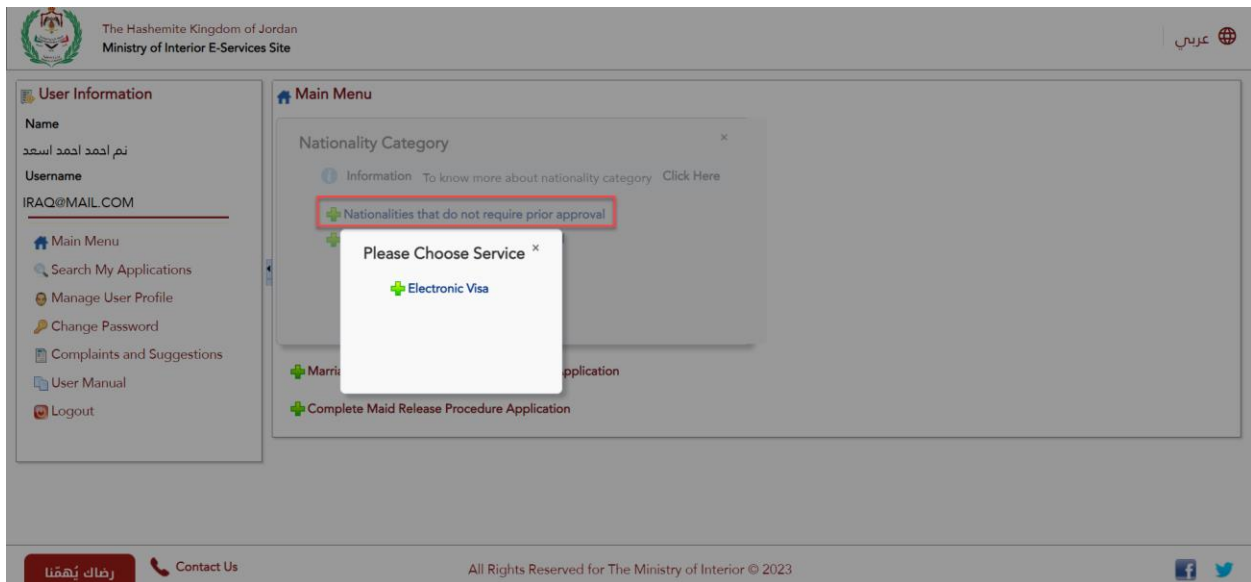 The Hashemite Kingdom of Jordan
Ministry of Interior E-Services Site
عربي
User Information
Name
نم احمد احمد اسعد
Username
IRAQ@MAIL.COM
Main Menu
Search My Applications
Manage User Profile
Change Password
Complaints and Suggestions
User Manual
Logout
Main Menu
Nationality Category ×
Information To know more about nationality category Click Here
Nationalities that do not require prior approval
Please Choose Service ×
Electronic Visa
pplication
Complete Maid Release Procedure Application
رضاك يُهمّنا
Contact Us
All Rights Reserved for The Ministry of Interior © 2023